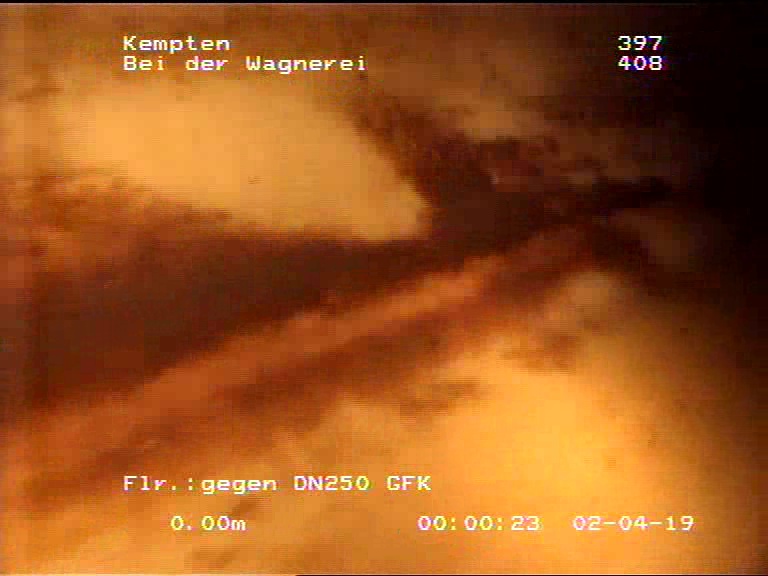 Kempten 397
Bei der Wagnerei 408
Flr.:gegen DN250 GFK
0.00m 00:00:23 02-04-19